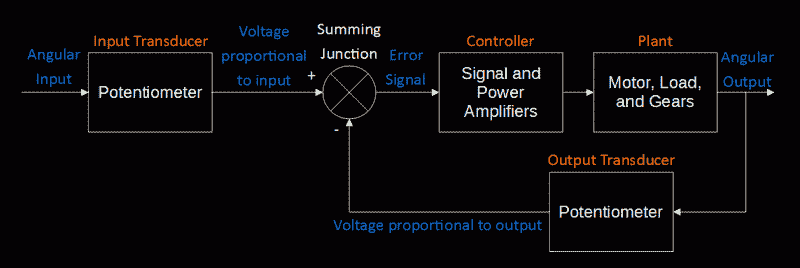 Input Transducer
Voltage
proportional
to input
Summing
Junction
Controller
Plant
Angular
Input
Potentiometer
+
-
Error
Signal
Signal and
Power
Amplifiers
Motor, Load,
and Gears
Angular
Output
Output Transducer
Potentiometer
Voltage proportional to output